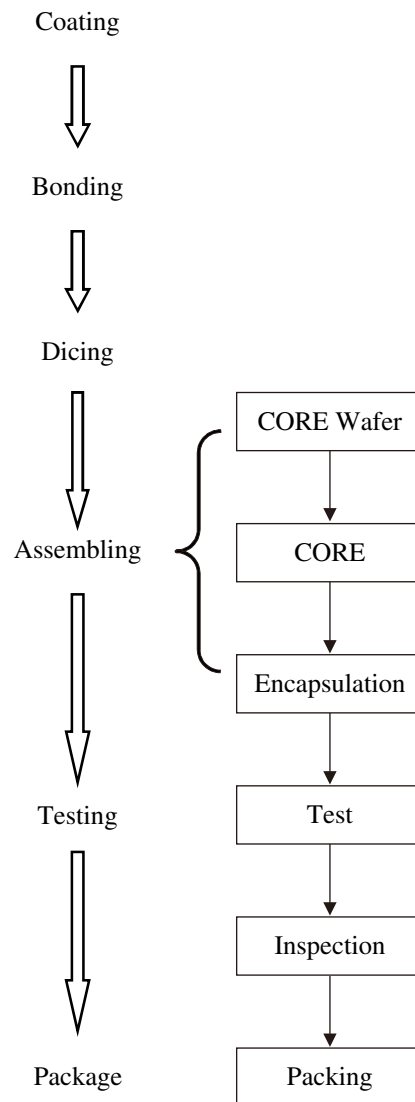 Coating
Bonding
Dicing
Assembling
Testing
Package
CORE Wafer
CORE
Encapsulation
Test
Inspection
Packing